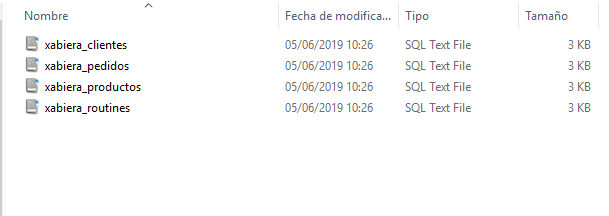 Nombre Fecha de modifica... Tipo Tamaño
xabiera_clientes 05/06/2019 10:26 SQL Text File 3 KB
xabiera_pedidos 05/06/2019 10:26 SQL Text File 3 KB
xabiera_productos 05/06/2019 10:26 SQL Text File 3 KB
xabiera_routines 05/06/2019 10:26 SQL Text File 3 KB